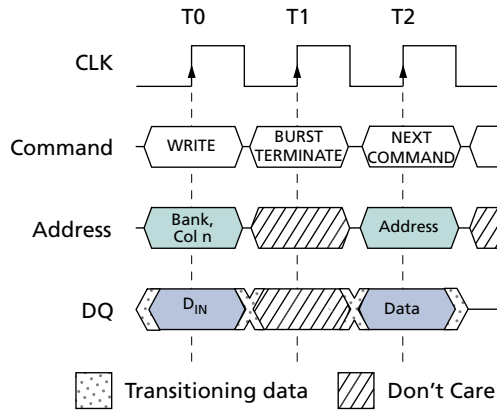 T0 T1 T2
CLK
Command WRITE BURST TERMINATE NEXT COMMAND
Address Bank, Col n Address
DQ DIN Data
Transitioning data Don't Care